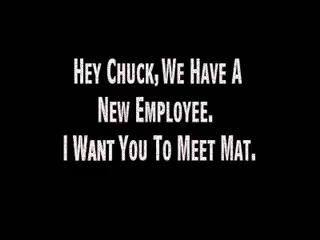 Hey Chuck, We Have A
New Employee.
I Want You To Meet Mat.